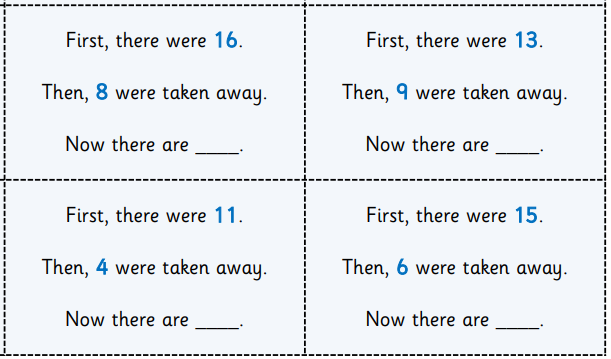 First, there were 16.
Then, 8 were taken away.
Now there are ____.
First, there were 13.
Then, 9 were taken away.
Now there are ____.
First, there were 11.
Then, 4 were taken away.
Now there are ____.
First, there were 15.
Then, 6 were taken away.
Now there are ____.